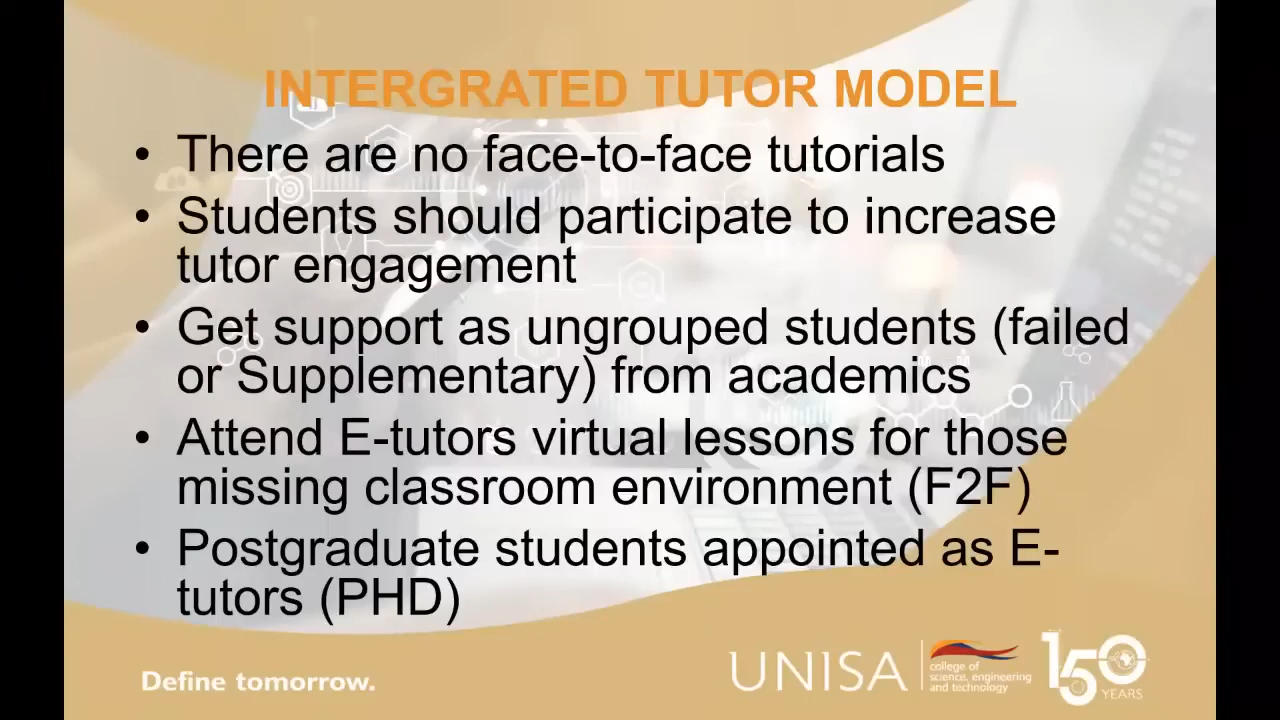 INTERGRATED TUTOR MODEL
• There are no face-to-face tutorials
• Students should participate to increase
tutor engagement
• Get support as ungrouped students (failed
or Supplementary) from academics
• Attend E-tutors virtual lessons for those
missing classroom environment (F2F)
• Postgraduate students appointed as E-
tutors (PHD)
Define tomorrow.
UNISA
college of
science, engineering
and technology
150
YEARS